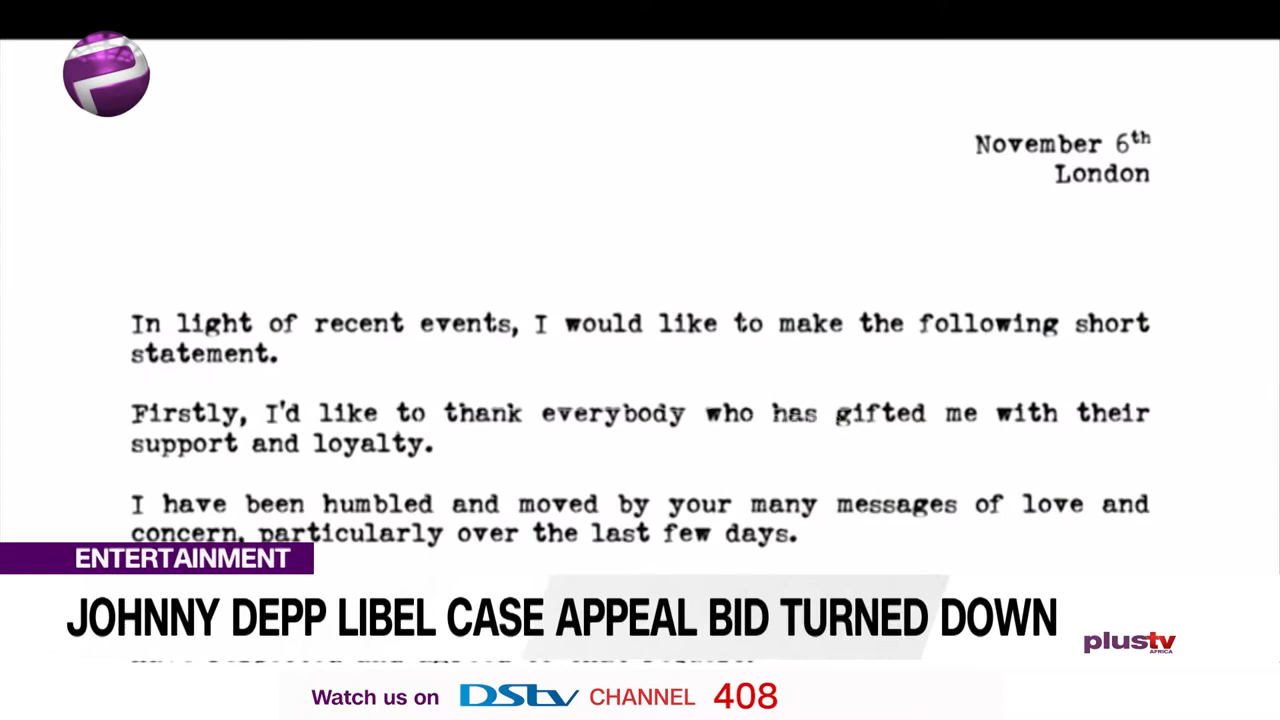 November 6th
London
In light of recent events, I would like to make the following short
statement.
Firstly, I'd like to thank everybody who has gifted me with their
support and loyalty.
I have been humbled and moved by your many messages of love and
concern, particularly over the last few days.
ENTERTAINMENT
JOHNNY DEPP LIBEL CASE APPEAL BID TURNED DOWN
plustv
AFRICA
Watch us on DStv CHANNEL 408